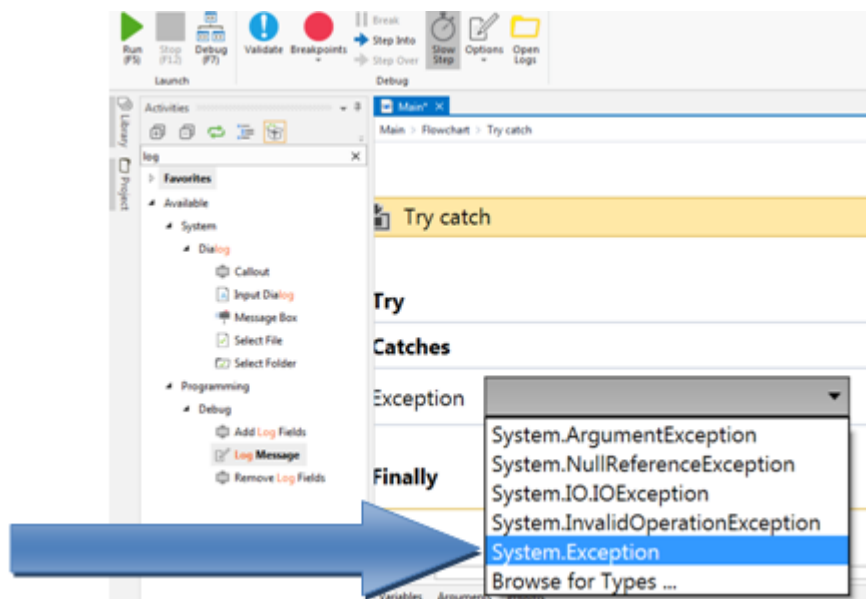 Run
(F5)
Stop
(F12)
Debug
(F7)
Validate
Breakpoints
Break
Step Into
Step Over
Slow
Step
Options
Open
Logs
Launch
Debug
Library
Project
Activities
log
Favorites
Available
System
Dialog
Callout
Input Dialog
Message Box
Select File
Select Folder
Programming
Debug
Add Log Fields
Log Message
Remove Log Fields
Main*
Main > Flowchart > Try catch
Try catch
Try
Catches
Exception
System.ArgumentException
System.NullReferenceException
System.IO.IOException
System.InvalidOperationException
System.Exception
Browse for Types ...
Finally
Variables Arguments